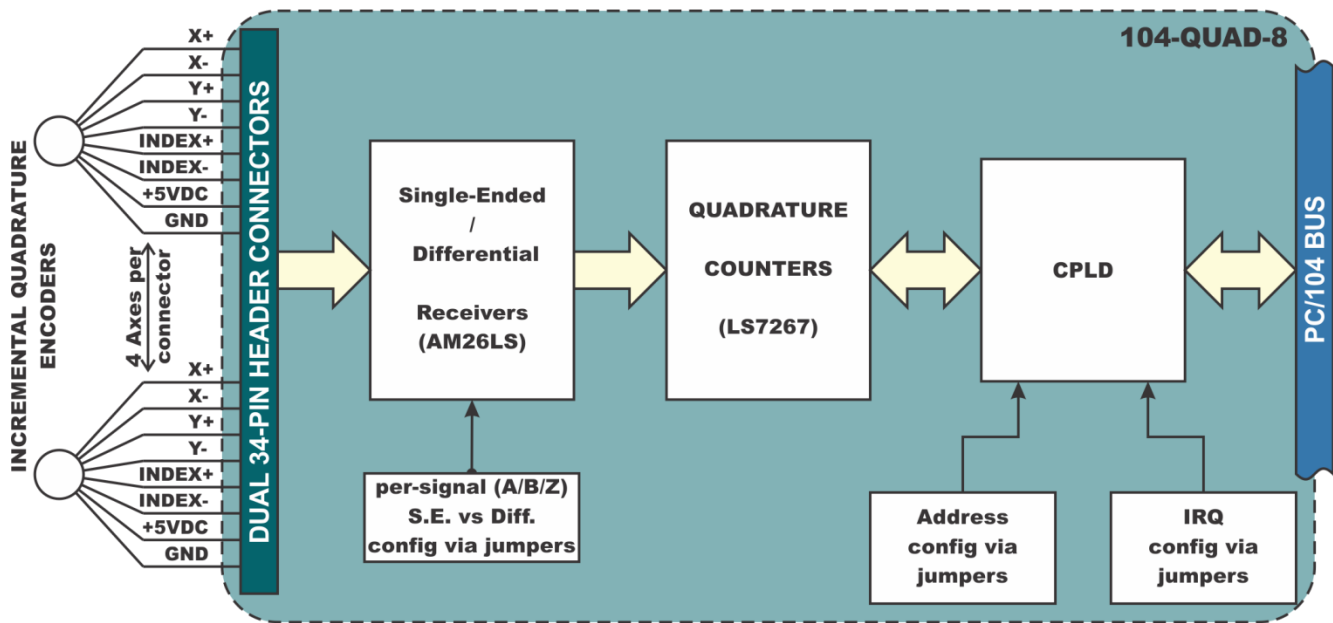 104-QUAD-8
INCREMENTAL QUADRATURE
ENCODERS
X+
X-
Y+
Y-
INDEX+
INDEX-
+5VDC
GND
4 Axes per
connector
X+
X-
Y+
Y-
INDEX+
INDEX-
+5VDC
GND
DUAL 34-PIN HEADER CONNECTORS
Single-Ended
/
Differential
Receivers
(AM26LS)
per-signal (A/B/Z)
S.E. vs Diff.
config via jumpers
QUADRATURE
COUNTERS
(LS7267)
CPLD
Address
config via
jumpers
IRQ
config via
jumpers
PC/104 BUS